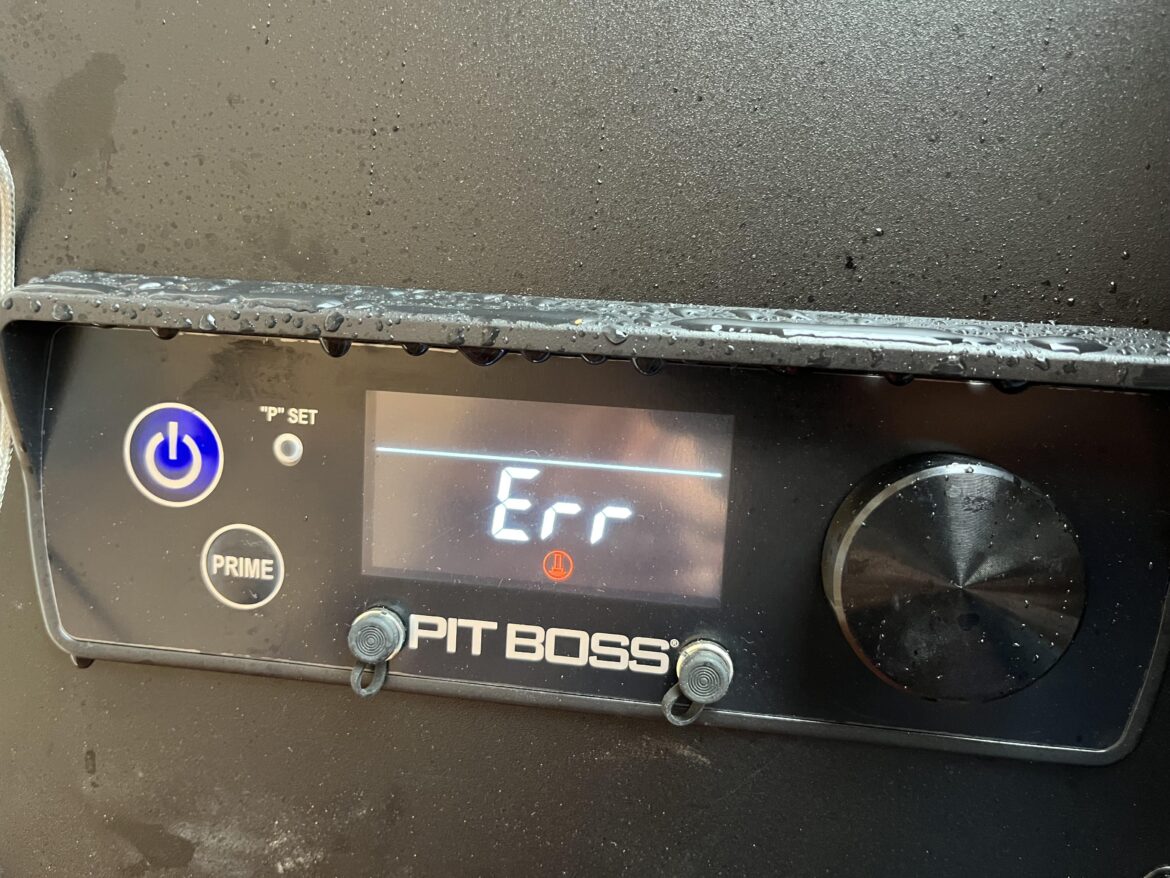 "P" SET
Err
PRIME
PIT BOSS®